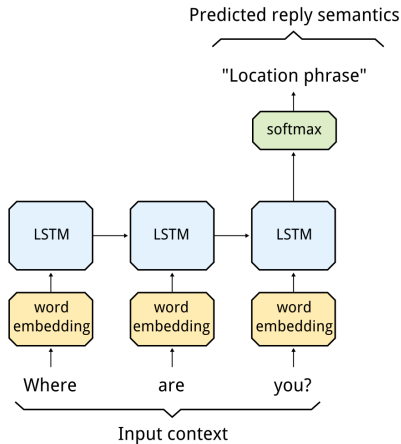 Predicted reply semantics
"Location phrase"
softmax
LSTM LSTM LSTM
word embedding word embedding word embedding
Where are you?
Input context